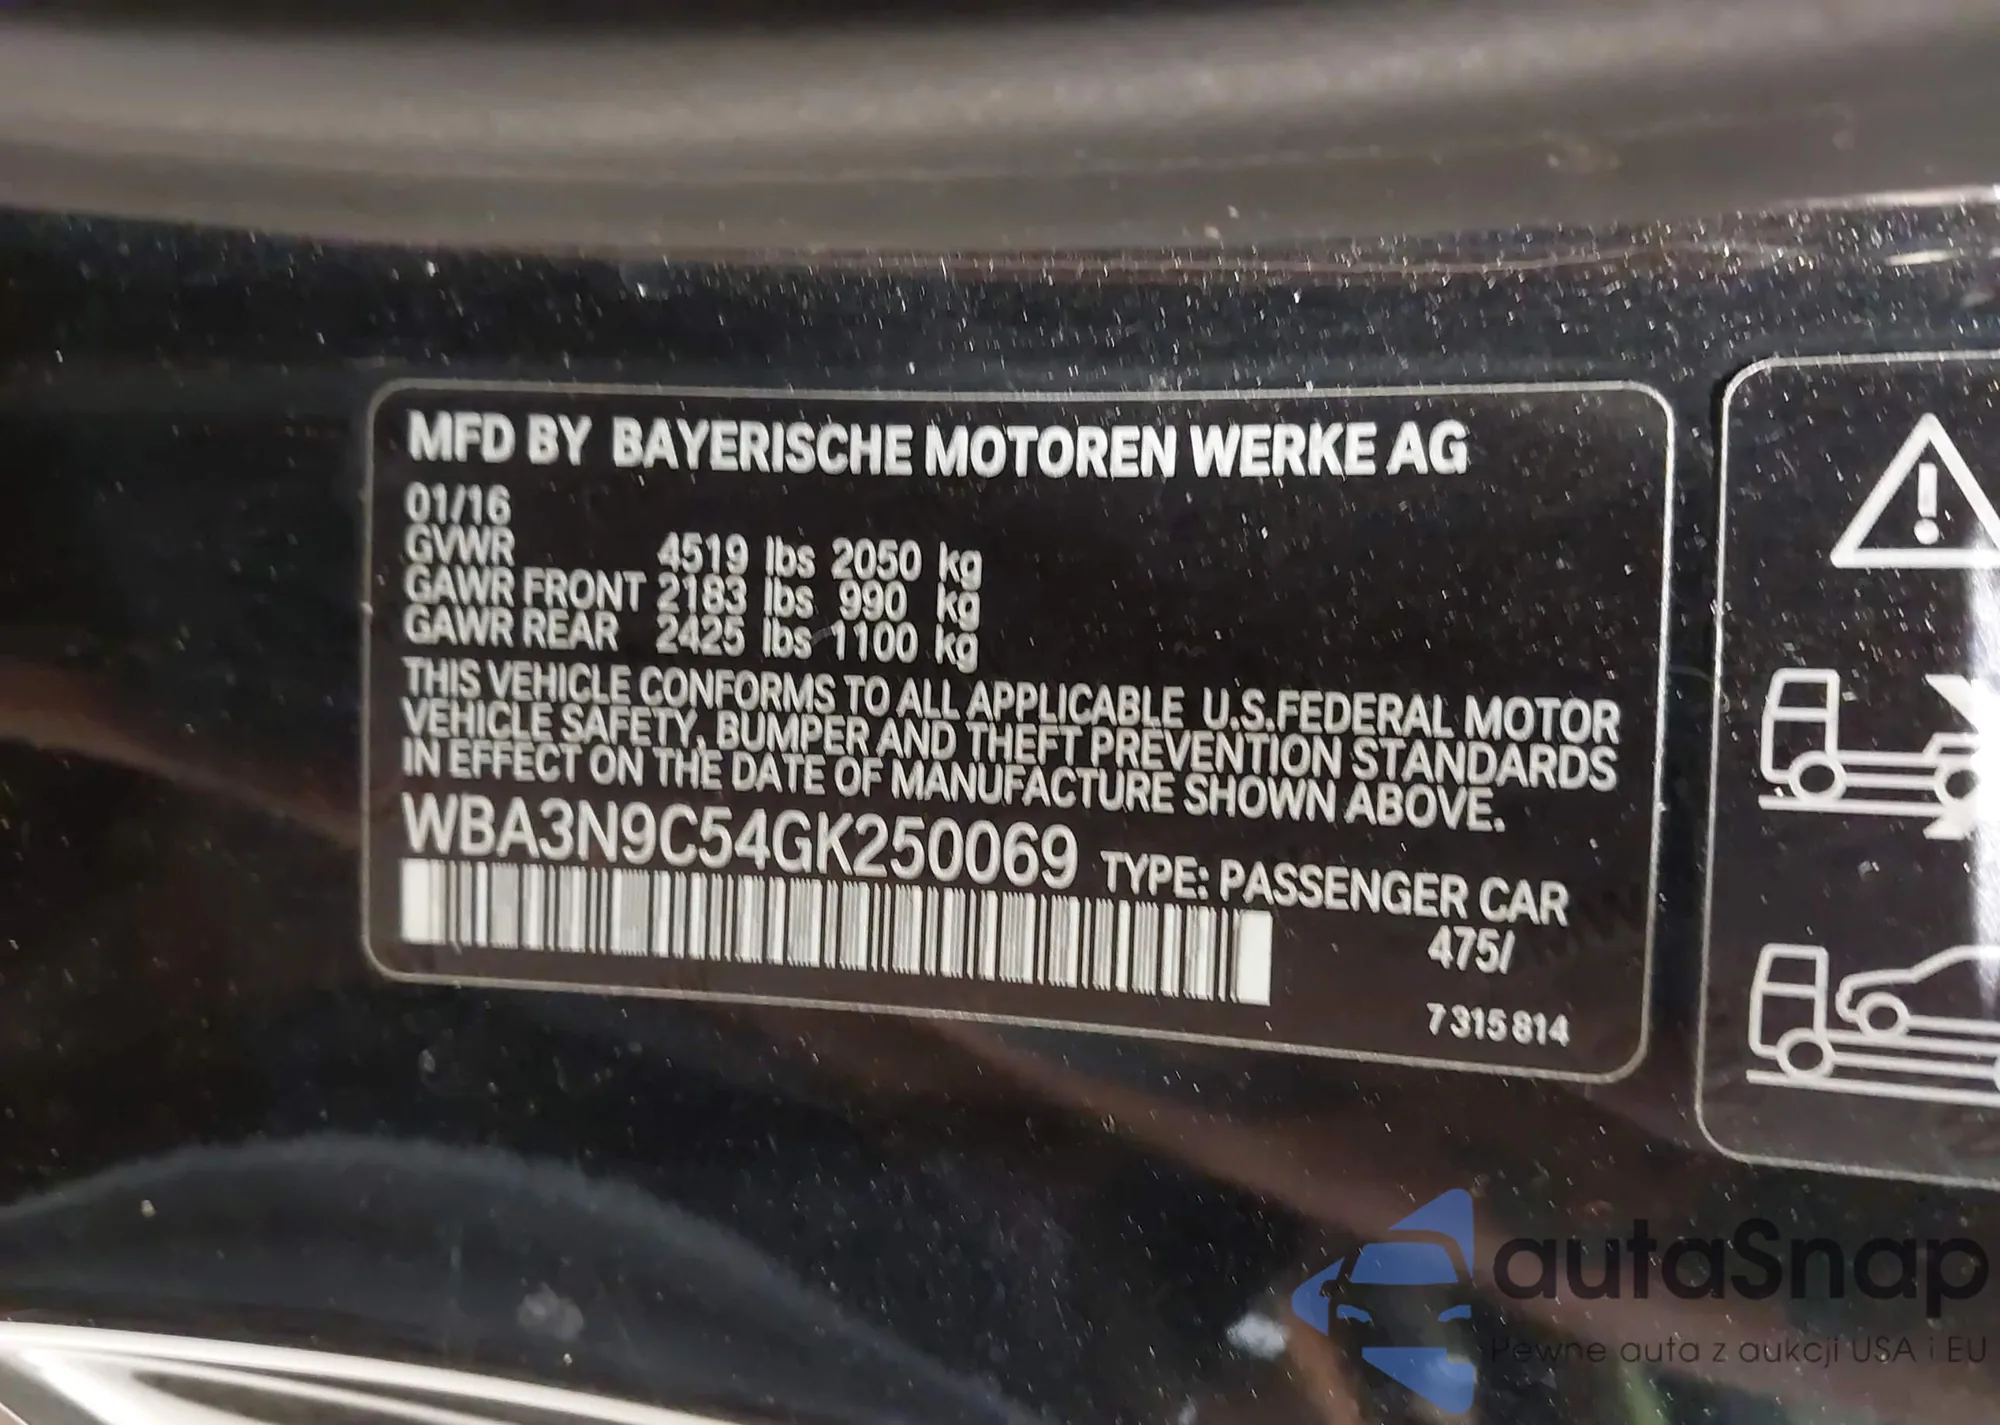 MFD BY BAYERISCHE MOTOREN WERKE AG
01/16
GVWR 4519 lbs 2050 kg
GAWR FRONT 2183 lbs 990 kg
GAWR REAR 2425 lbs 1100 kg
THIS VEHICLE CONFORMS TO ALL APPLICABLE U.S.FEDERAL MOTOR
VEHICLE SAFETY, BUMPER AND THEFT PREVENTION STANDARDS
IN EFFECT ON THE DATE OF MANUFACTURE SHOWN ABOVE.
WBA3N9C54GK250069 TYPE: PASSENGER CAR
475/
7 315 814
autaSnap
Pewne auta z aukcji USA i EU